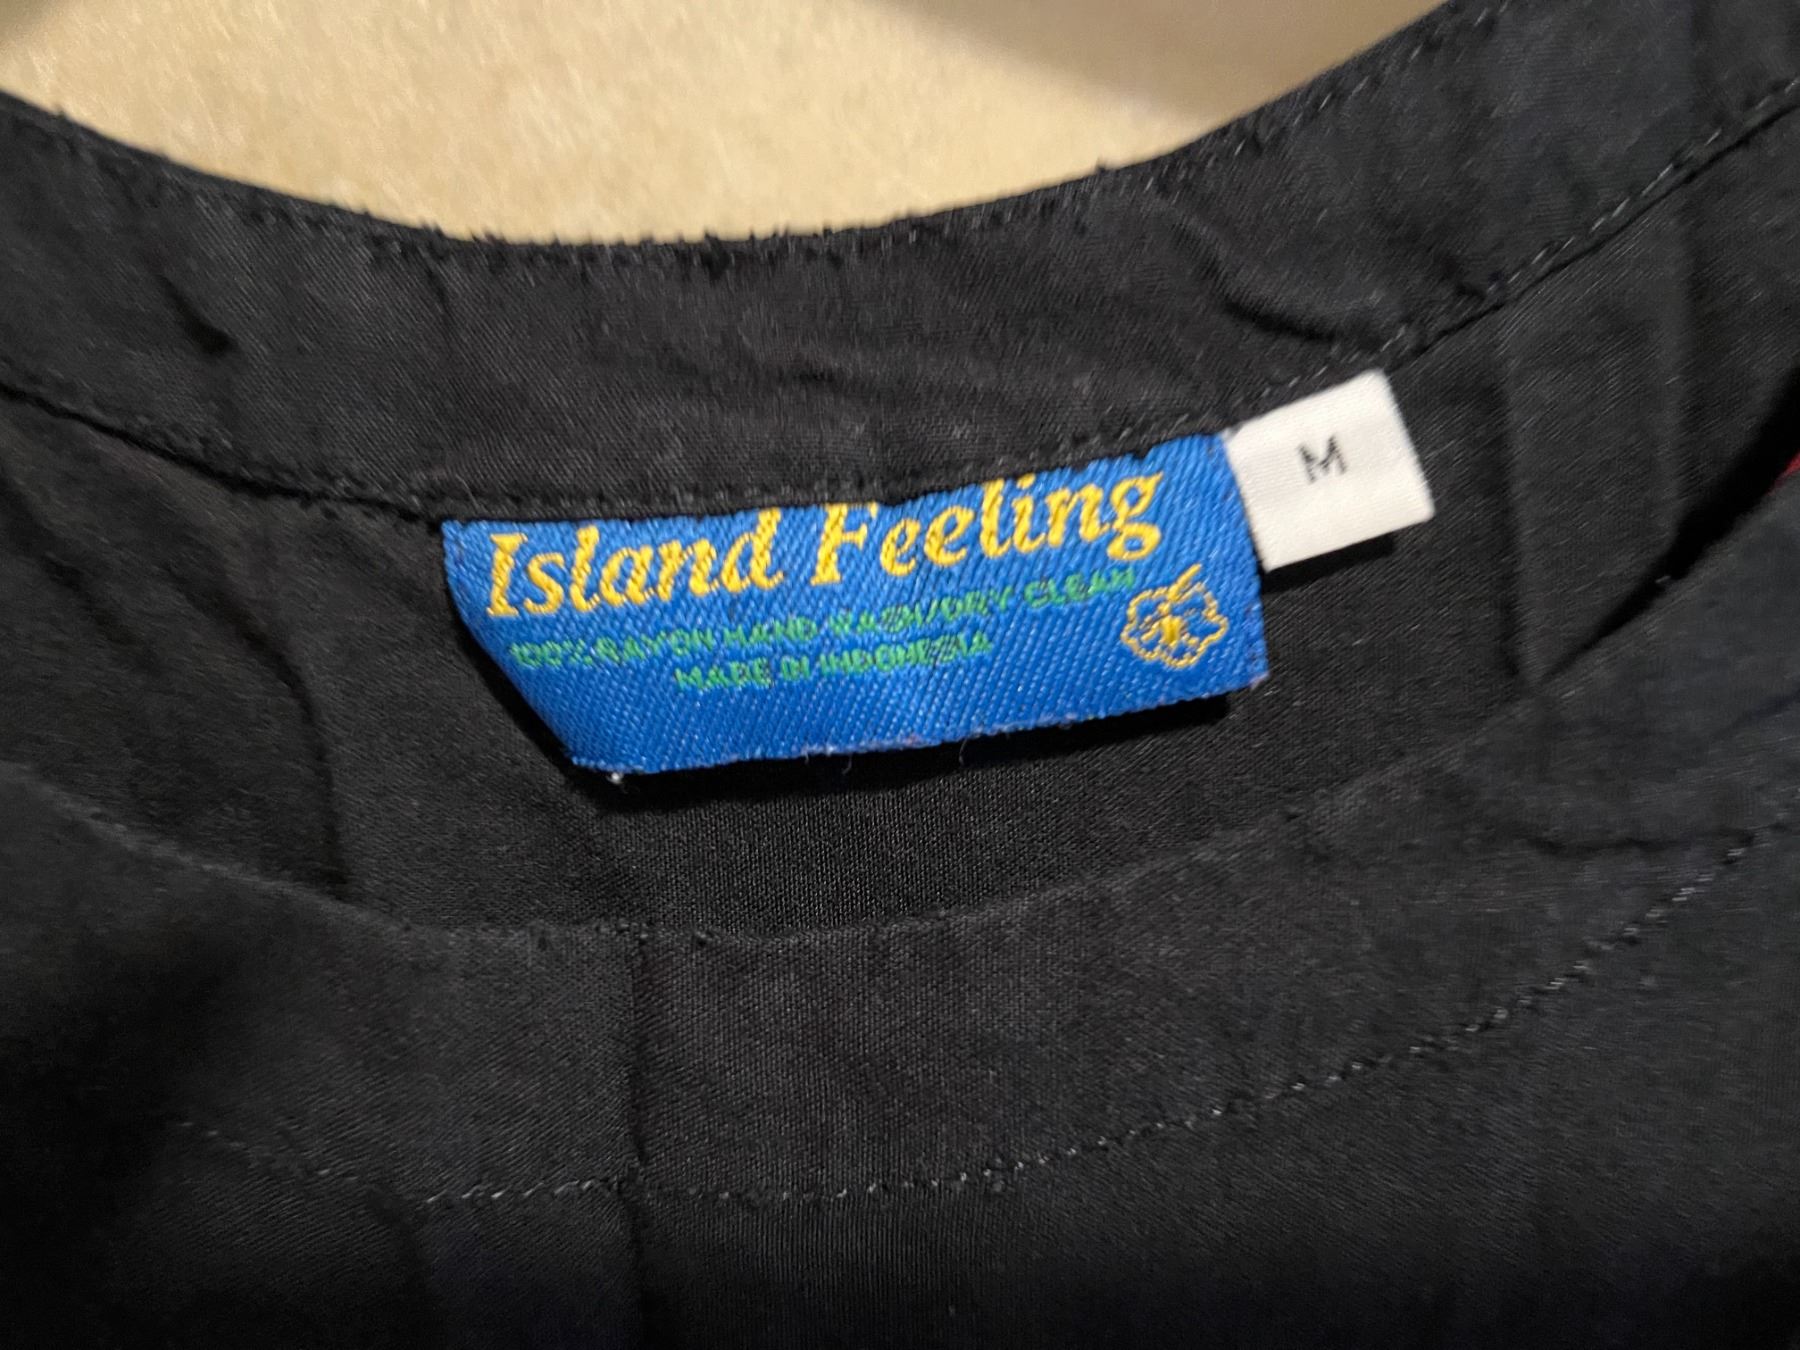 Island Feeling
100% RAYON HAND WASH/DRY CLEAN
MADE IN INDONESIA
M